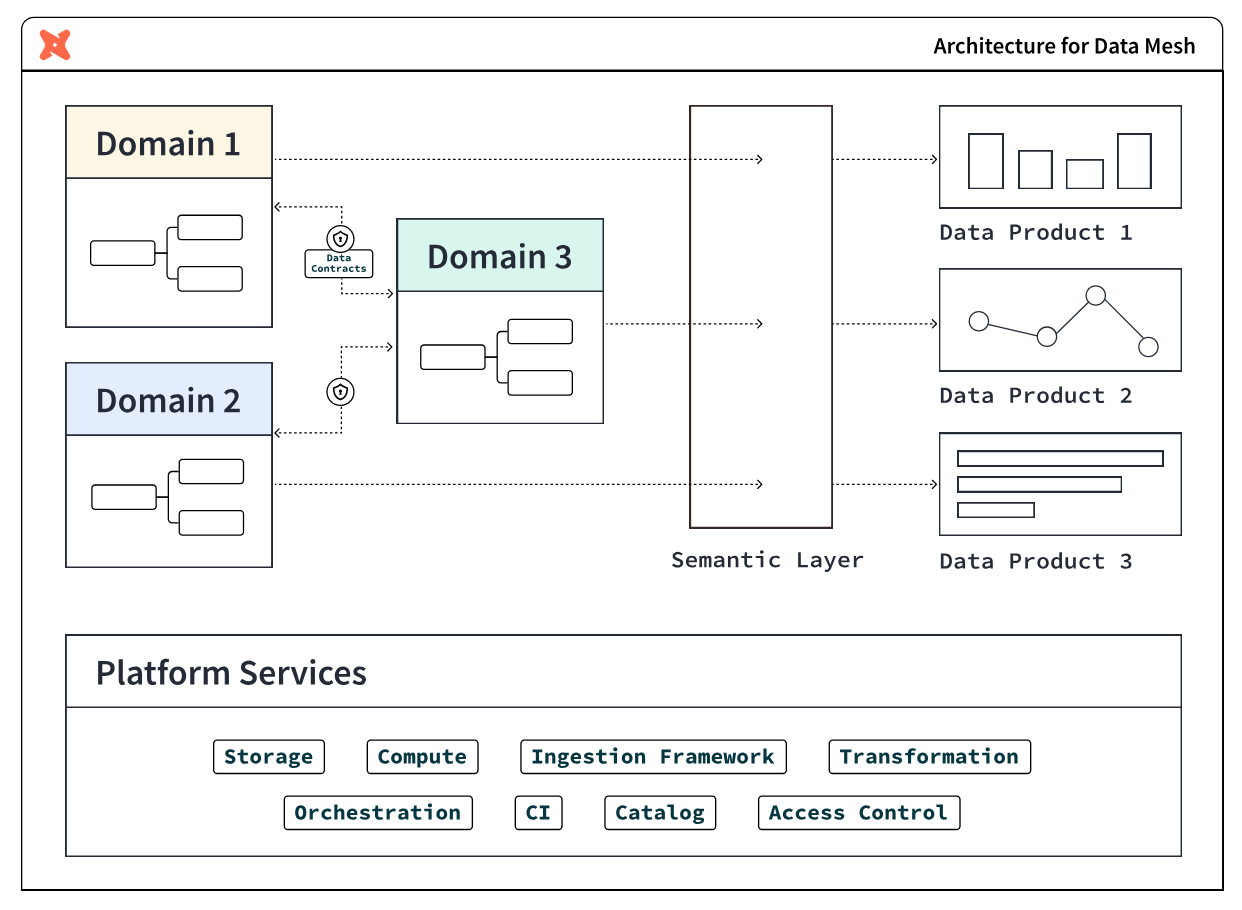 Architecture for Data Mesh
Domain 1
Data
Contracts
Domain 3
Domain 2
Semantic Layer
Data Product 1
Data Product 2
Data Product 3
Platform Services
Storage
Compute
Ingestion Framework
Transformation
Orchestration
CI
Catalog
Access Control